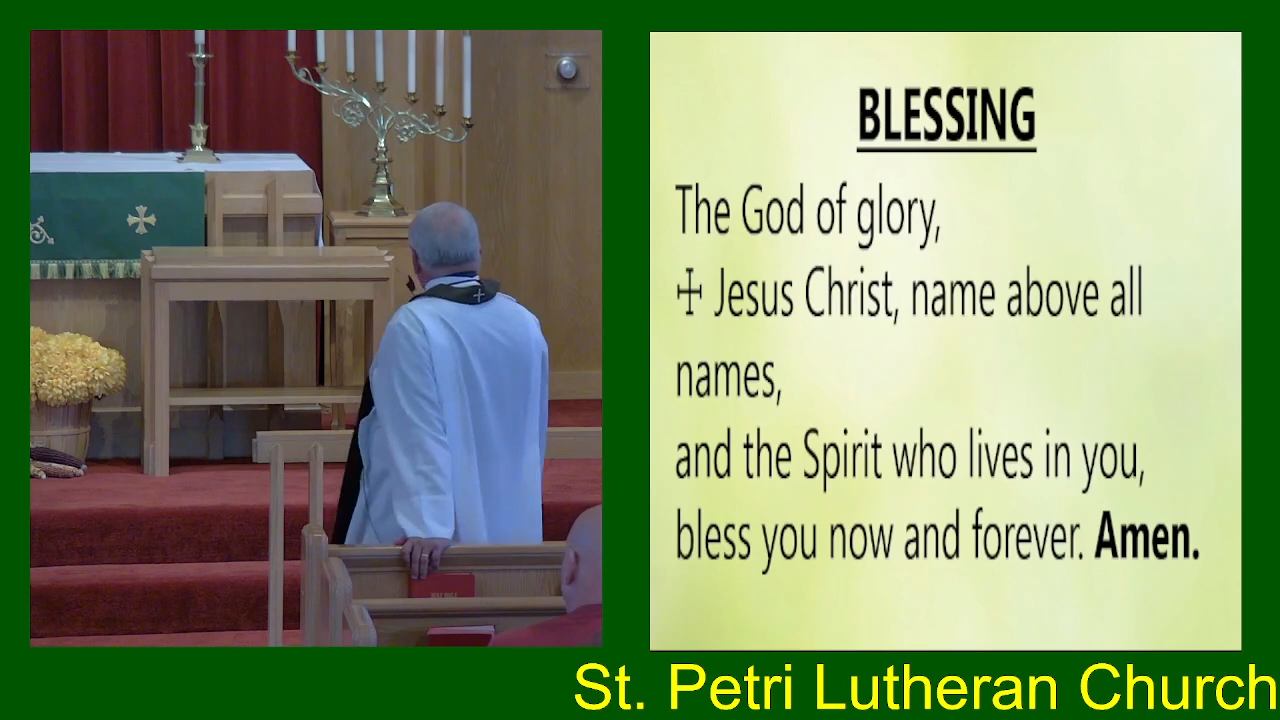 BLESSING
The God of glory,
☩ Jesus Christ, name above all
names,
and the Spirit who lives in you,
bless you now and forever. Amen.
St. Petri Lutheran Church